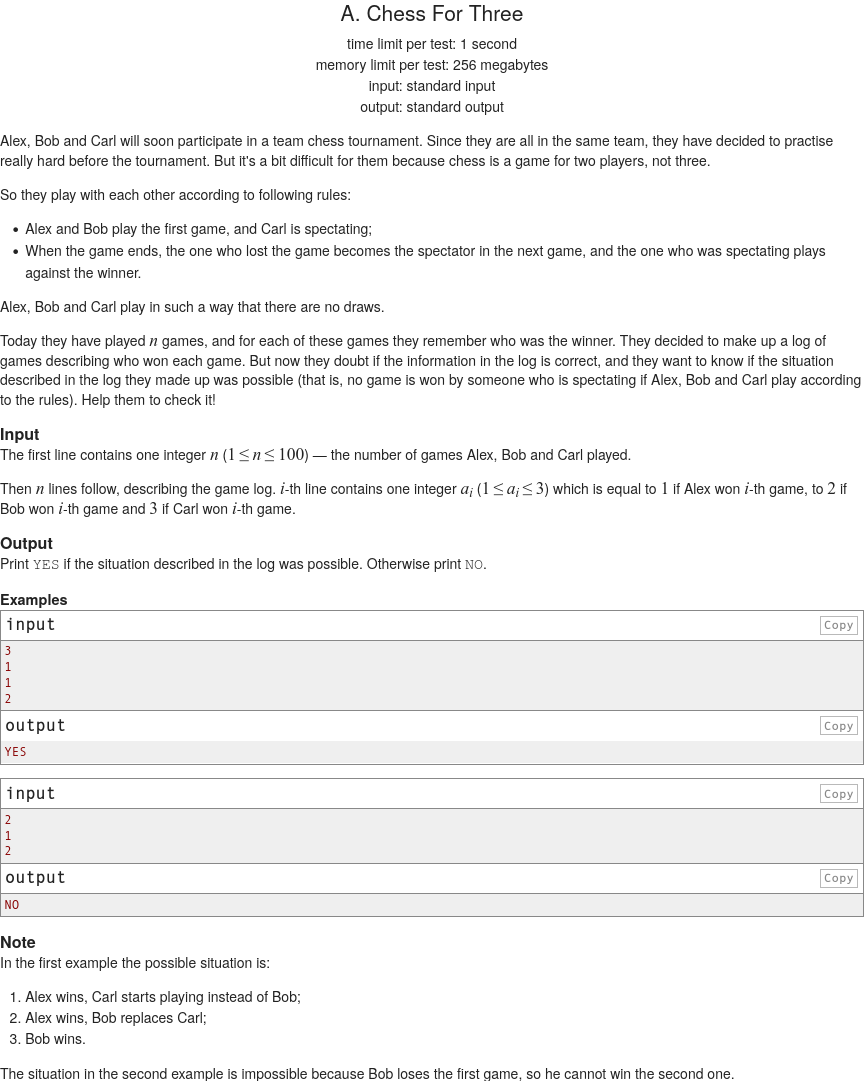 A. Chess For Three
time limit per test: 1 second
memory limit per test: 256 megabytes
input: standard input
output: standard output
Alex, Bob and Carl will soon participate in a team chess tournament. Since they are all in the same team, they have decided to practise
really hard before the tournament. But it's a bit difficult for them because chess is a game for two players, not three.
So they play with each other according to following rules:
• Alex and Bob play the first game, and Carl is spectating;
• When the game ends, the one who lost the game becomes the spectator in the next game, and the one who was spectating plays
against the winner.
Alex, Bob and Carl play in such a way that there are no draws.
Today they have played n games, and for each of these games they remember who was the winner. They decided to make up a log of
games describing who won each game. But now they doubt if the information in the log is correct, and they want to know if the situation
described in the log they made up was possible (that is, no game is won by someone who is spectating if Alex, Bob and Carl play according
to the rules). Help them to check it!
Input
The first line contains one integer n (1 ≤ n ≤ 100) — the number of games Alex, Bob and Carl played.
Then n lines follow, describing the game log. i-th line contains one integer a_i (1 ≤ a_i ≤ 3) which is equal to 1 if Alex won i-th game, to 2 if
Bob won i-th game and 3 if Carl won i-th game.
Output
Print YES if the situation described in the log was possible. Otherwise print NO.
Examples
input Copy
3
1
1
2
output Copy
YES
input Copy
2
1
2
output Copy
NO
Note
In the first example the possible situation is:
1. Alex wins, Carl starts playing instead of Bob;
2. Alex wins, Bob replaces Carl;
3. Bob wins.
The situation in the second example is impossible because Bob loses the first game, so he cannot win the second one.